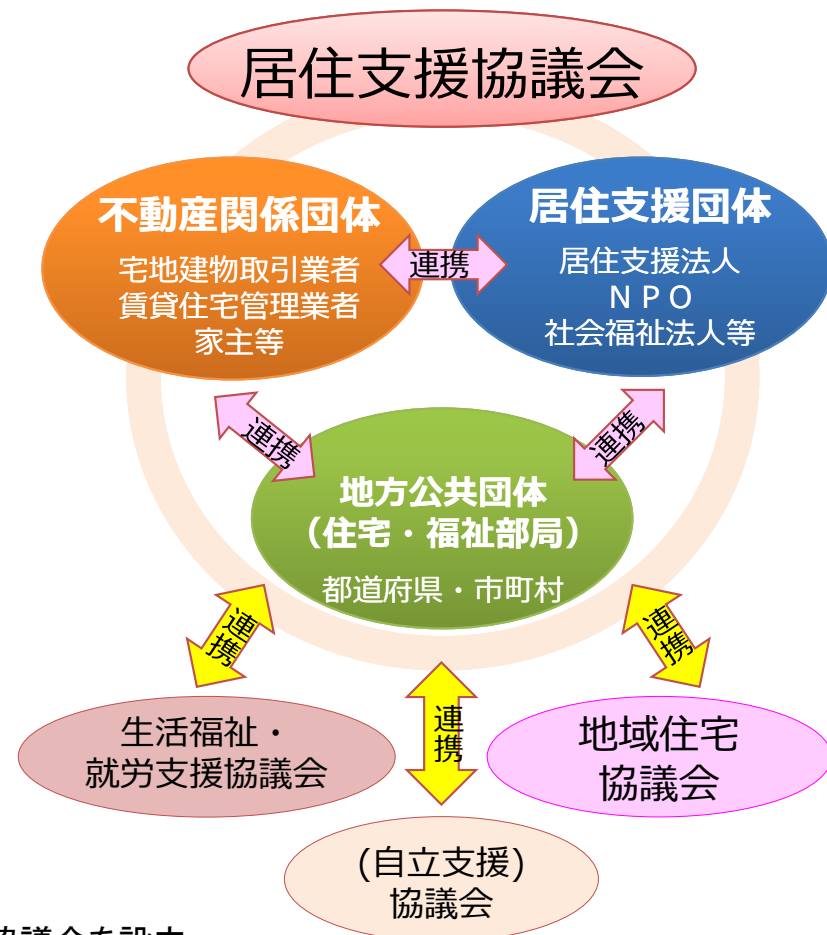 居住支援協議会
不動産関係団体
宅地建物取引業者
賃貸住宅管理業者
家主等
連携
居住支援団体
居住支援法人
ＮＰＯ
社会福祉法人等
連携
連携
地方公共団体
（住宅・福祉部局）
都道府県・市町村
連携
連携
連携
生活福祉・
就労支援協議会
地域住宅
協議会
(自立支援)
協議会